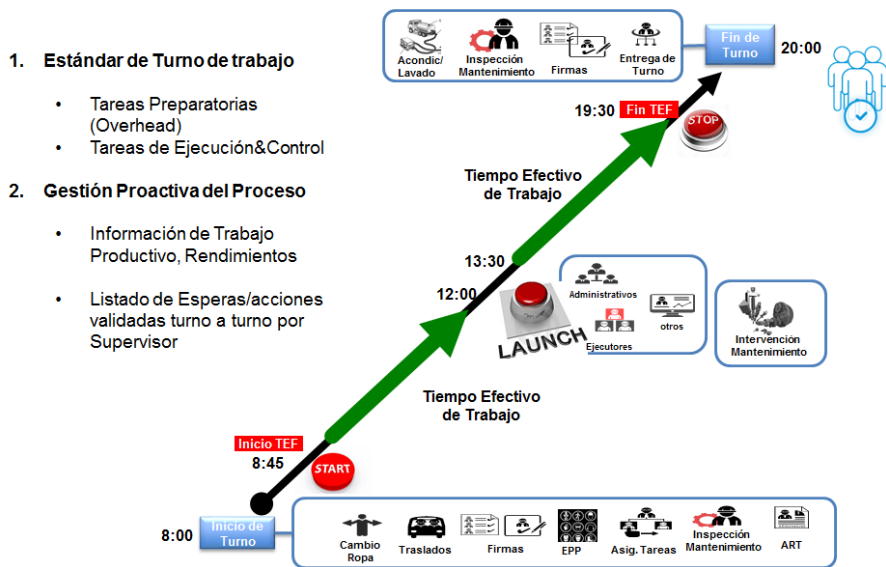 1. Estándar de Turno de trabajo
• Tareas Preparatorias
(Overhead)
• Tareas de Ejecución&Control
2. Gestión Proactiva del Proceso
• Información de Trabajo
Productivo, Rendimientos
• Listado de Esperas/acciones
validadas turno a turno por
Supervisor
Acondic/
Lavado
Inspección
Mantenimiento
Firmas
Entrega de
Turno
Fin de
Turno
20:00
19:30
Fin TEF
STOP
Tiempo Efectivo
de Trabajo
13:30
12:00
LAUNCH
Administrativos
Ejecutores
otros
Intervención
Mantenimiento
Tiempo Efectivo
de Trabajo
Inicio TEF
8:45
START
8:00
Inicio de
Turno
Cambio
Ropa
Traslados
Firmas
EPP
Asig. Tareas
Inspección
Mantenimiento
ART